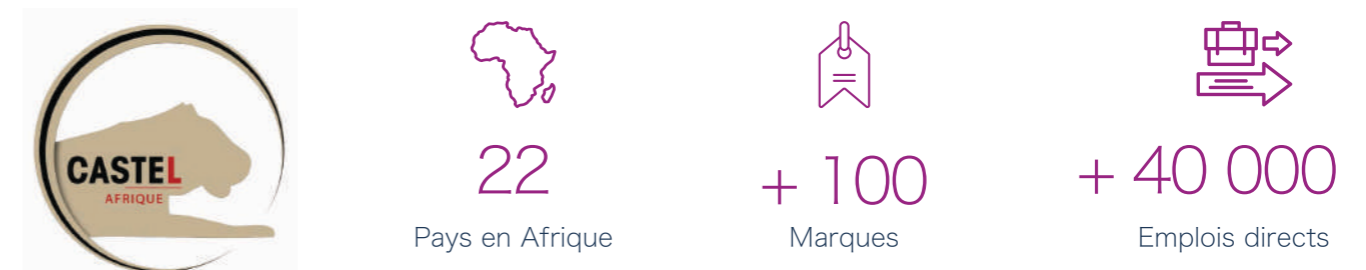 CASTEL
AFRIQUE
22
Pays en Afrique
+ 100
Marques
+ 40 000
Emplois directs